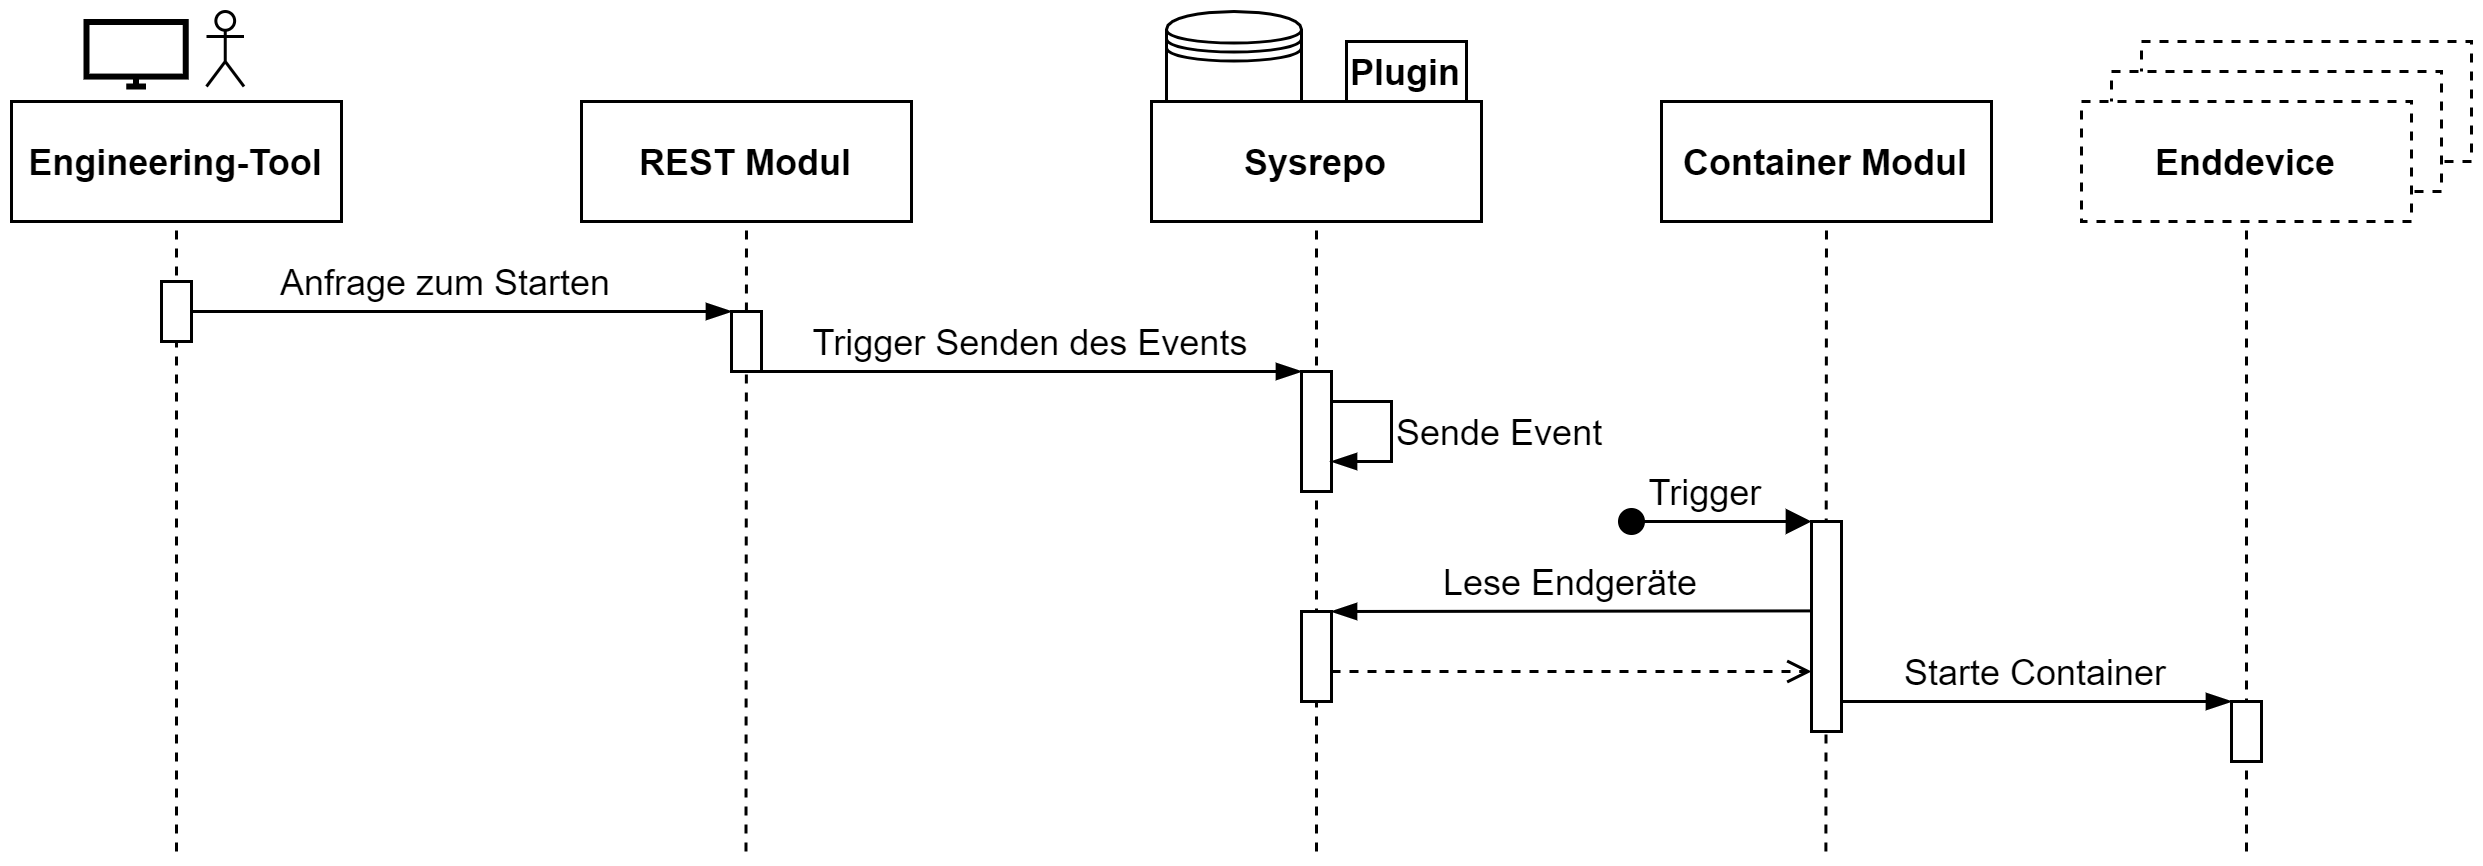 Plugin
Engineering-Tool
REST Modul
Sysrepo
Container Modul
Enddevice
Anfrage zum Starten
Trigger Senden des Events
Sende Event
Trigger
Lese Endgeräte
Starte Container